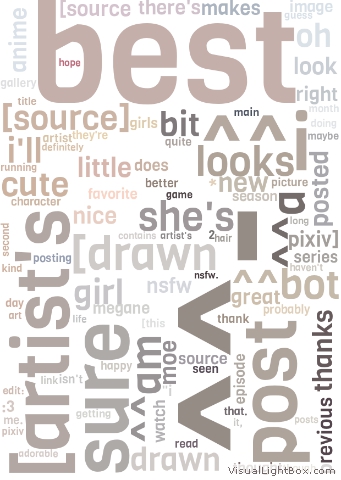 [source there's makes image
guess
anime
best
oh
hope
look
gallery
right
title
month
[source] girls bit main ^^ i
doing
artist they're
definitely
quite
maybe
i'll
looks
running
little does
posted
cute
better
*new picture
character
favorite game
season
nice she's
long
^^a
[artist's
second
contains artist's 2 hair
pixiv]
[drawn
series
kind
posting
haven't
nsfw.
^^bot
girl nsfw
great
day
megane
probably
art
life
[this
thank
sure
^^
^^am
moe
source
seen
post
revious thanks
happy
link isn't
episode
edit:
:3
getting
watch
i
that.
it,
posts
me.
pixiv
read
adorable
drawn
VisualLightBox.com